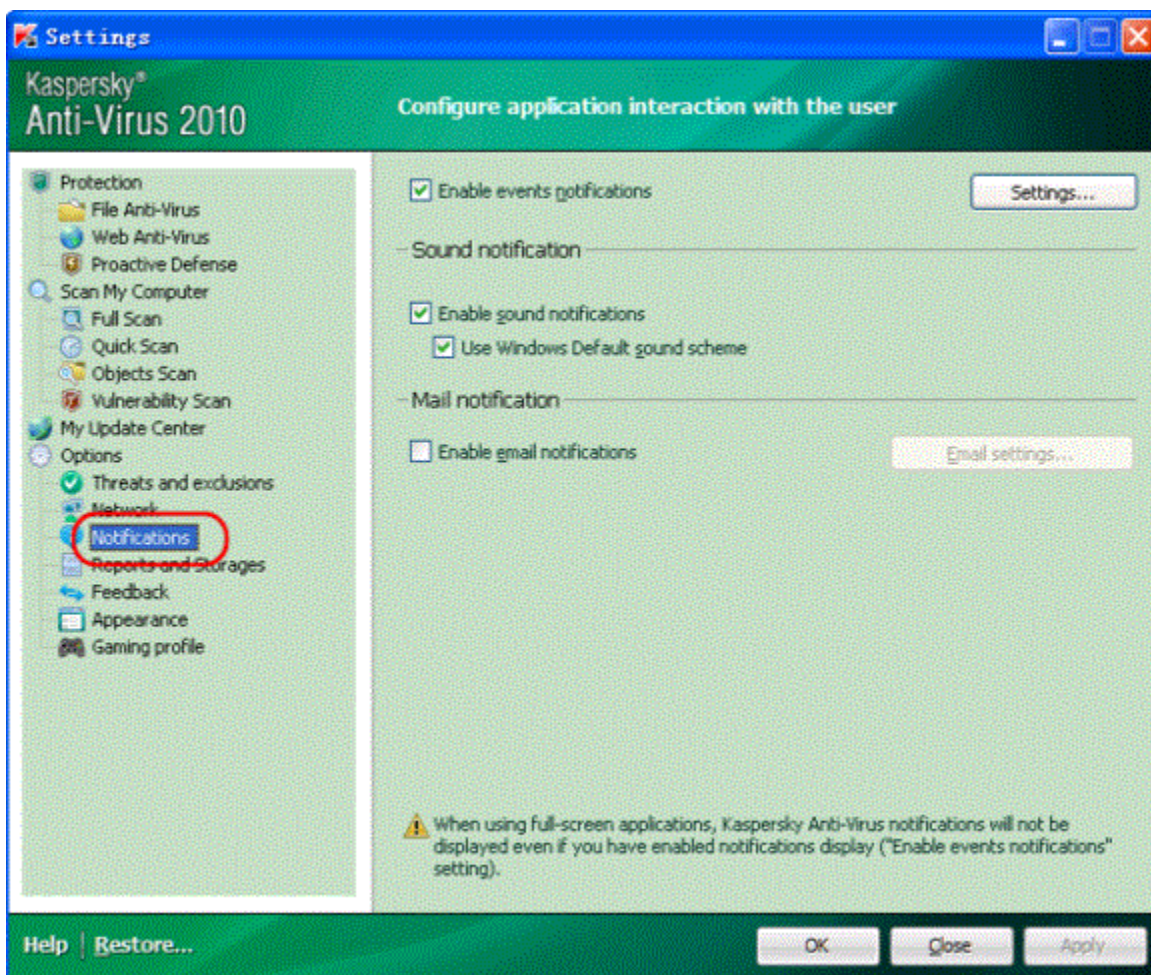 Settings
Kaspersky®
Anti-Virus 2010
Configure application interaction with the user
Protection
File Anti-Virus
Web Anti-Virus
Proactive Defense
Scan My Computer
Full Scan
Quick Scan
Objects Scan
Vulnerability Scan
My Update Center
Options
Threats and exclusions
Network
Notifications
Reports and Storages
Feedback
Appearance
Gaming profile
Enable events notifications
Settings...
Sound notification
Enable sound notifications
Use Windows Default sound scheme
Mail notification
Enable email notifications
Email settings...
When using full-screen applications, Kaspersky Anti-Virus notifications will not be
displayed even if you have enabled notifications display ("Enable events notifications"
setting).
Help | Restore...
OK
Close
Apply